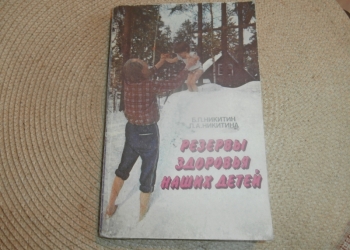 Б.П.НИКИТИН
Л.А.НИКИТИНА
РЕЗЕРВЫ
ЗДОРОВЬЯ
НАШИХ ДЕТЕЙ